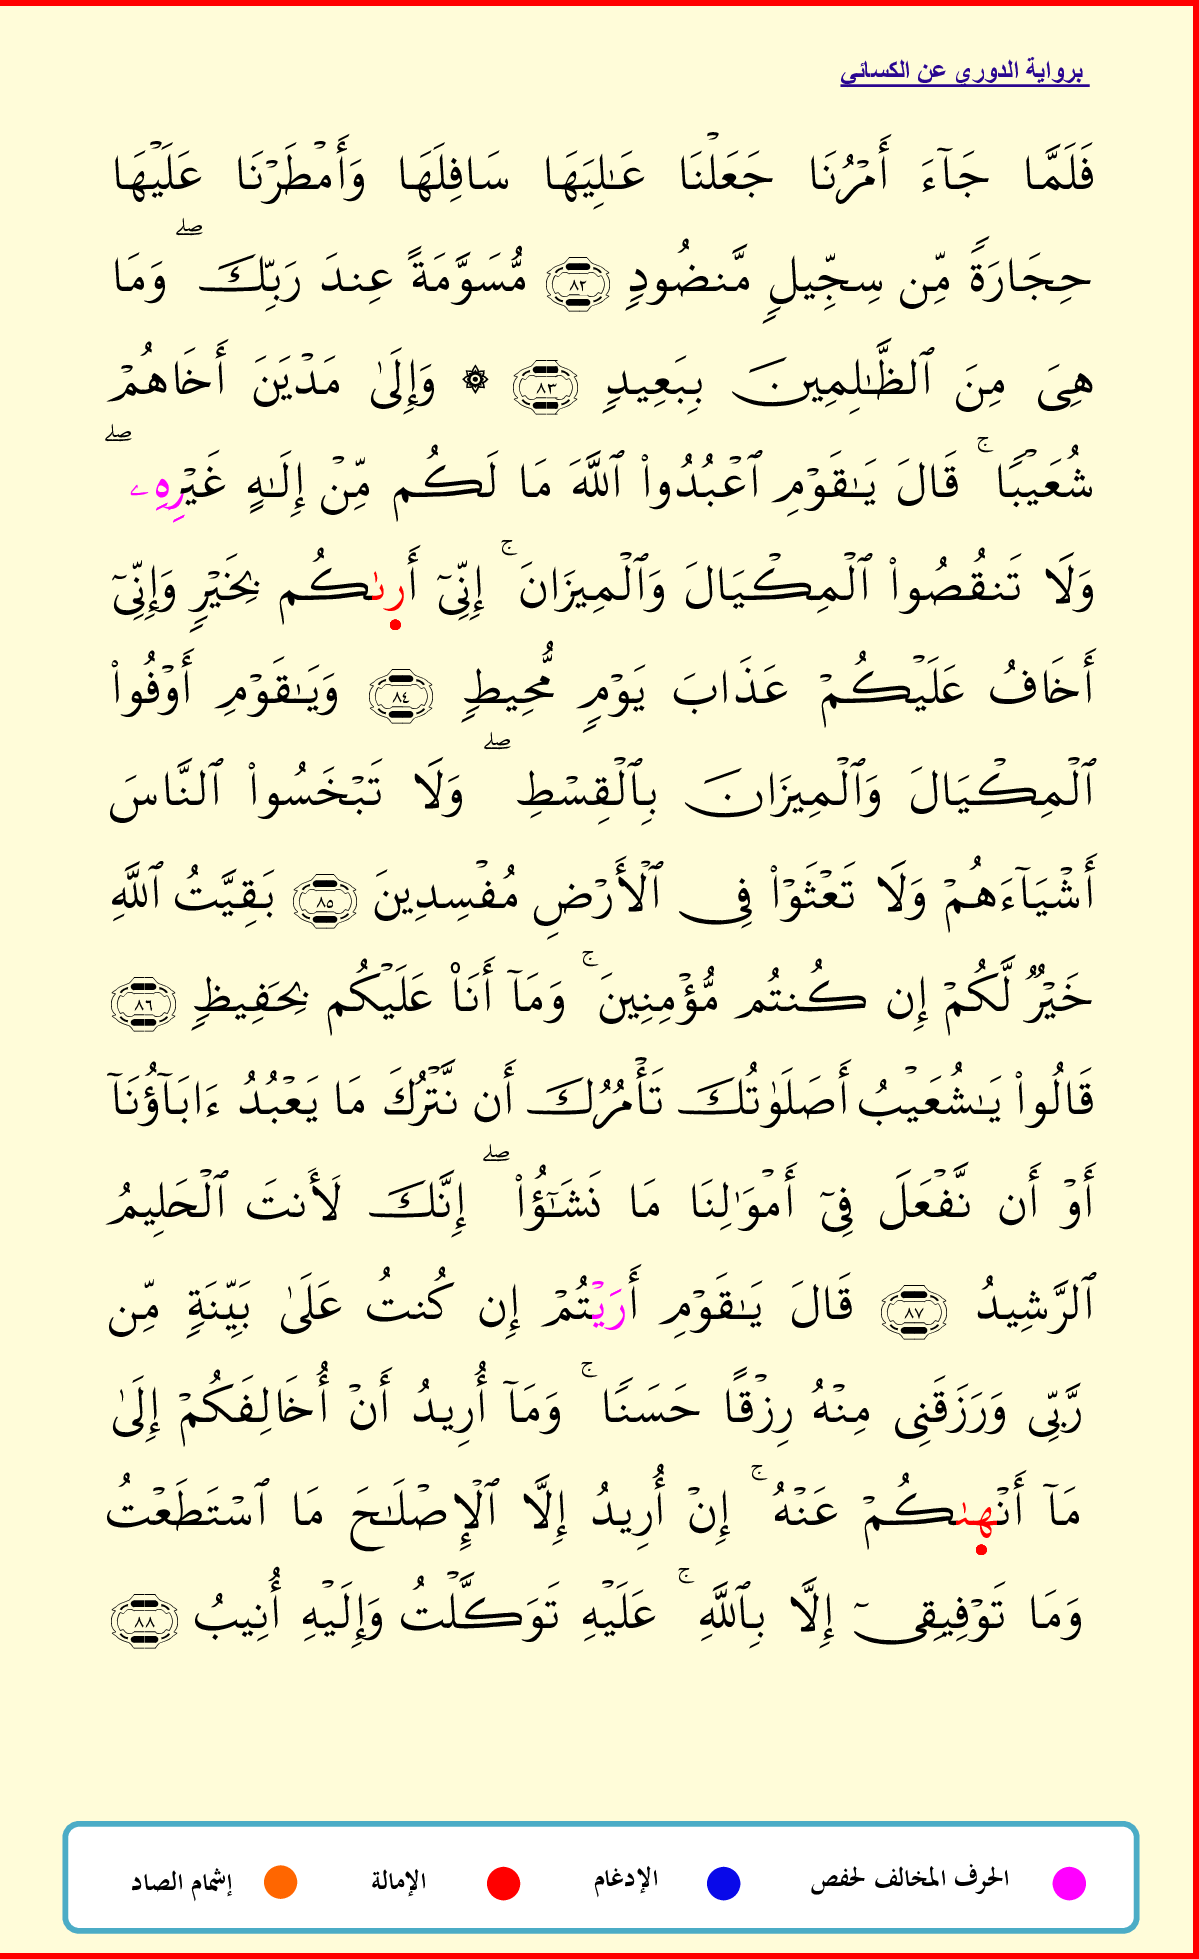 برواية الدوري عن الكسائي
فَلَمَّا جَآءَ أَمۡرُنَا جَعَلۡنَا عَٰلِيَهَا سَافِلَهَا وَأَمۡطَرۡنَا عَلَيۡهَا
حِجَارَةٗ مِّن سِجِّيلٖ مَّنضُودٖ ٨٢ مُّسَوَّمَةً عِندَ رَبِّكَۖ وَمَا
هِيَ مِنَ ٱلظَّٰلِمِينَ بِبَعِيدٖ ٨٣ ۞ وَإِلَىٰ مَدۡيَنَ أَخَاهُمۡ
شُعَيۡبٗاۚ قَالَ يَٰقَوۡمِ ٱعۡبُدُواْ ٱللَّهَ مَا لَكُم مِّنۡ إِلَٰهٍ غَيۡرِهِۦۖ
وَلَا تَنقُصُواْ ٱلۡمِكۡيَالَ وَٱلۡمِيزَانَۚ إِنِّيٓ أَرىٰكُم بِخَيۡرٖ وَإِنِّيٓ
أَخَافُ عَلَيۡكُمۡ عَذَابَ يَوۡمٖ مُّحِيطٖ ٨٤ وَيَٰقَوۡمِ أَوۡفُواْ
ٱلۡمِكۡيَالَ وَٱلۡمِيزَانَ بِٱلۡقِسۡطِۖ وَلَا تَبۡخَسُواْ ٱلنَّاسَ
أَشۡيَآءَهُمۡ وَلَا تَعۡثَوۡاْ فِي ٱلۡأَرۡضِ مُفۡسِدِينَ ٨٥ بَقِيَّتُ ٱللَّهِ
خَيۡرٞ لَّكُمۡ إِن كُنتُم مُّؤۡمِنِينَۚ وَمَآ أَنَا۠ عَلَيۡكُم بِحَفِيظٖ ٨٦
قَالُواْ يَٰشُعَيۡبُ أَصَلَوٰتُكَ تَأۡمُرُكَ أَن نَّتۡرُكَ مَا يَعۡبُدُ ءَابَآؤُنَآ
أَوۡ أَن نَّفۡعَلَ فِيٓ أَمۡوَٰلِنَا مَا نَشَٰٓؤُاْۖ إِنَّكَ لَأَنتَ ٱلۡحَلِيمُ
ٱلرَّشِيدُ ٨٧ قَالَ يَٰقَوۡمِ أَرَيۡتُمۡ إِن كُنتُ عَلَىٰ بَيِّنَةٖ مِّن
رَّبِّي وَرَزَقَنِي مِنۡهُ رِزۡقًا حَسَنٗاۚ وَمَآ أُرِيدُ أَنۡ أُخَالِفَكُمۡ إِلَىٰ
مَآ أَنۡهىٰكُمۡ عَنۡهُۚ إِنۡ أُرِيدُ إِلَّا ٱلۡإِصۡلَٰحَ مَا ٱسۡتَطَعۡتُ
وَمَا تَوۡفِيقِيٓ إِلَّا بِٱللَّهِۚ عَلَيۡهِ تَوَكَّلۡتُ وَإِلَيۡهِ أُنِيبُ ٨٨
الحرف المخالف لحفص الإدغام الإمالة إشمام الصاد